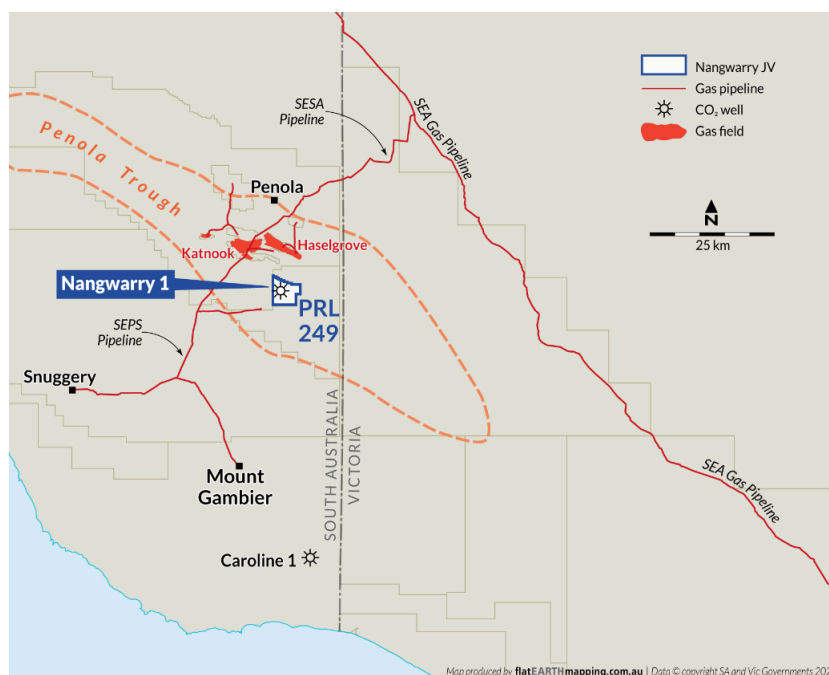 Nangwarry JV
Gas pipeline
CO₂ well
Gas field
N
25 km
SESA
Pipeline
SEA Gas Pipeline
Penola Trough
Penola
Katnook
Haselgrove
Nangwarry 1
PRL
249
SEPS
Pipeline
Snuggery
Mount
Gambier
SOUTH AUSTRALIA
VICTORIA
SEA Gas Pipeline
Caroline 1
Map produced by flatEARTHmapping.com.au | Data © copyright SA and Vic Governments